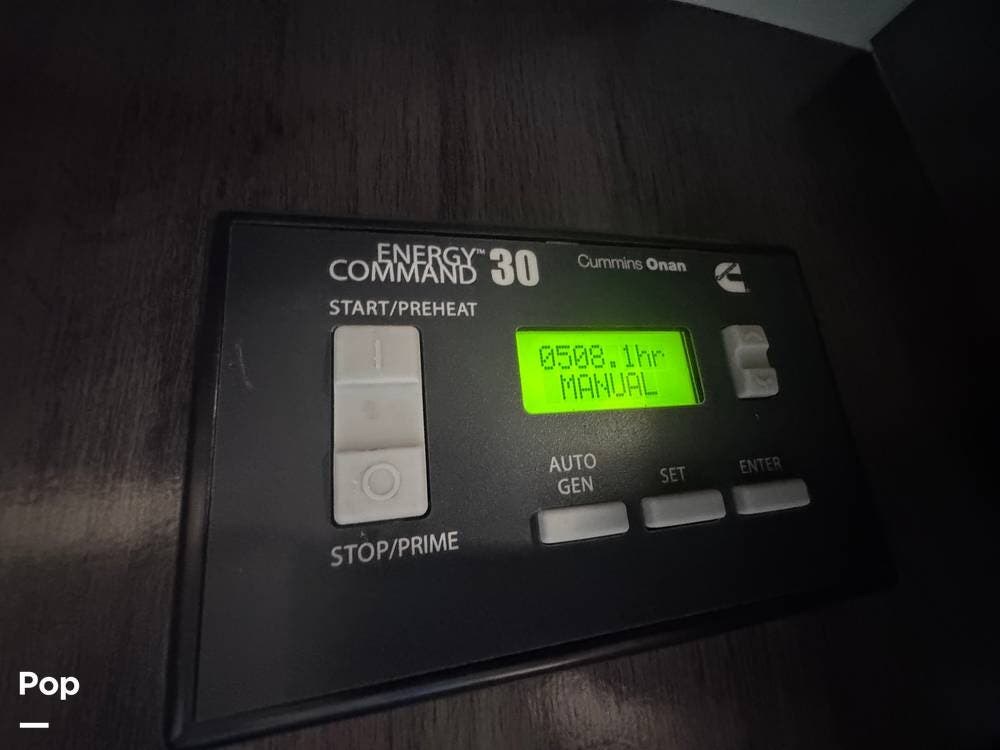 ENERGY™
COMMAND 30
Cummins Onan
START/PREHEAT
0508.1hr
MANUAL
AUTO
GEN
SET
ENTER
STOP/PRIME
Pop